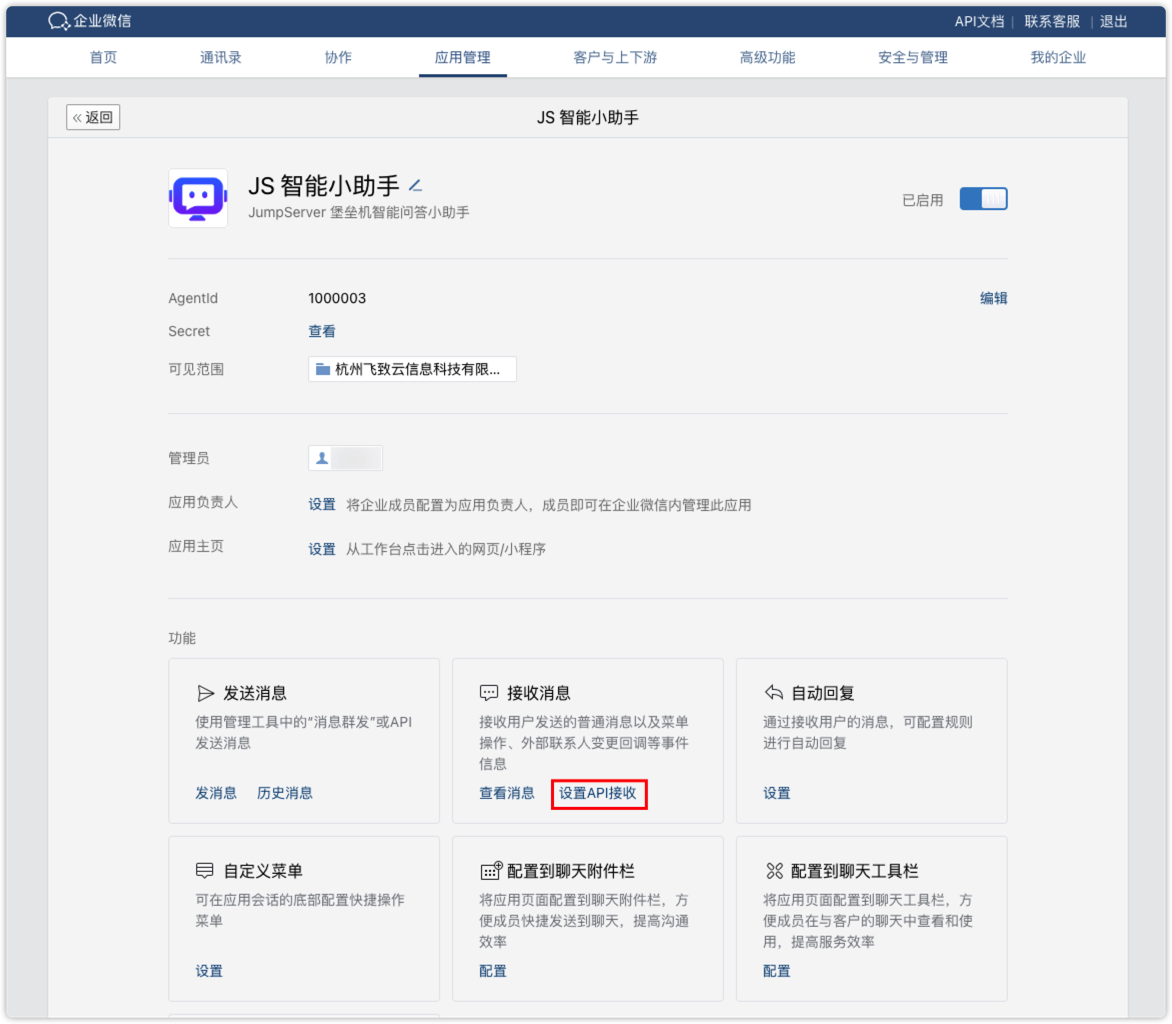 企业微信
API文档 | 联系客服 | 退出
首页 通讯录 协作 应用管理 客户与上下游 高级功能 安全与管理 我的企业
« 返回
JS 智能小助手
JS 智能小助手
JumpServer 堡垒机智能问答小助手
已启用
AgentId 1000003 编辑
Secret 查看
可见范围 杭州飞致云信息科技有限...
管理员
应用负责人 设置 将企业成员配置为应用负责人，成员即可在企业微信内管理此应用
应用主页 设置 从工作台点击进入的网页/小程序
功能
发送消息
使用管理工具中的“消息群发”或API
发送消息
发消息 历史消息
接收消息
接收用户发送的普通消息以及菜单
操作、外部联系人变更回调等事件
信息
查看消息 设置API接收
自动回复
通过接收用户的消息，可配置规则
进行自动回复
设置
自定义菜单
可在应用会话的底部配置快捷操作
菜单
设置
配置到聊天附件栏
将应用页面配置到聊天附件栏，方
便成员快捷发送到聊天，提高沟通
效率
配置
配置到聊天工具栏
将应用页面配置到聊天工具栏，方
便成员在与客户的聊天中查看和使
用，提高服务效率
配置